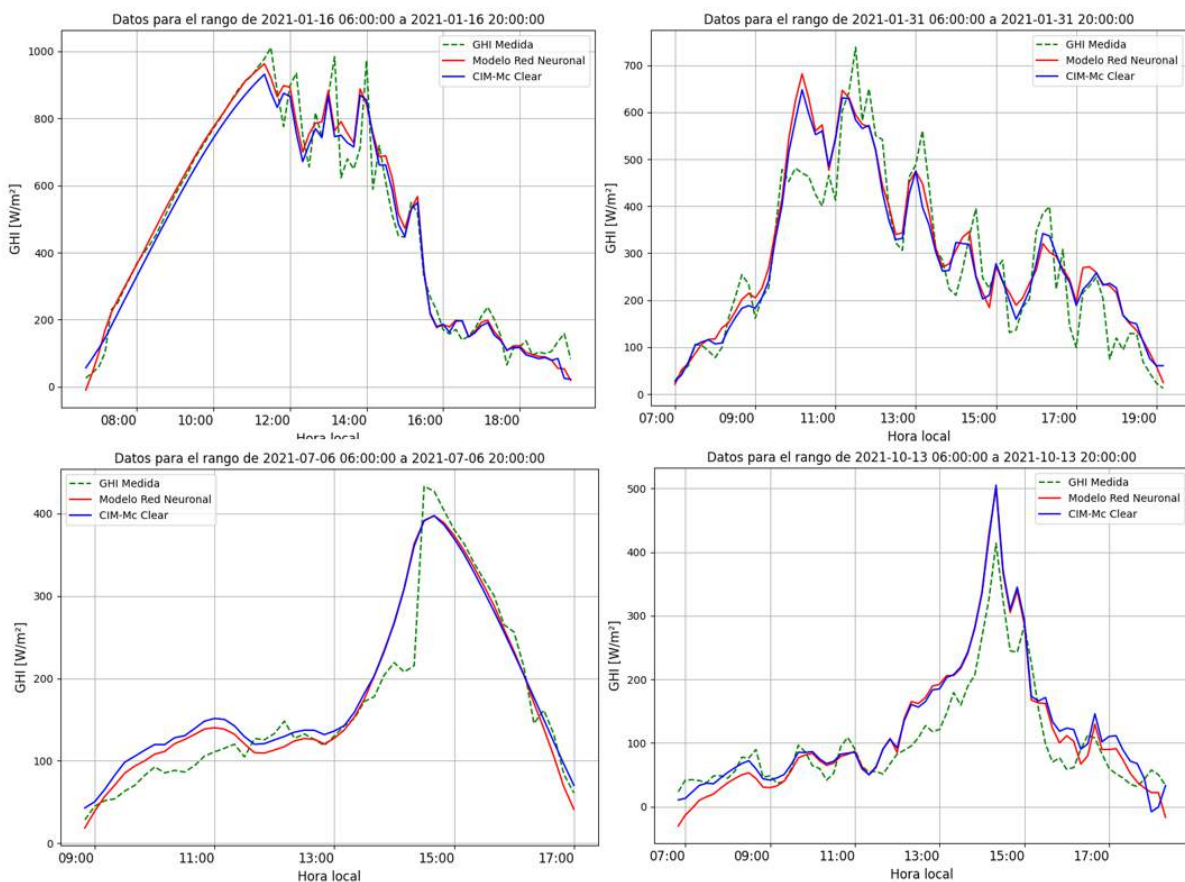 Datos para el rango de 2021-01-16 06:00:00 a 2021-01-16 20:00:00
GHI Medida
Modelo Red Neuronal
CIM-Mc Clear
GHI [W/m²]
1000
800
600
400
200
0
08:00
10:00
12:00
14:00
16:00
18:00
Hora local
Datos para el rango de 2021-01-31 06:00:00 a 2021-01-31 20:00:00
GHI Medida
Modelo Red Neuronal
CIM-Mc Clear
GHI [W/m²]
700
600
500
400
300
200
100
0
07:00
09:00
11:00
13:00
15:00
17:00
19:00
Hora local
Datos para el rango de 2021-07-06 06:00:00 a 2021-07-06 20:00:00
GHI Medida
Modelo Red Neuronal
CIM-Mc Clear
GHI [W/m²]
400
300
200
100
0
09:00
11:00
13:00
15:00
17:00
Hora local
Datos para el rango de 2021-10-13 06:00:00 a 2021-10-13 20:00:00
GHI Medida
Modelo Red Neuronal
CIM-Mc Clear
GHI [W/m²]
500
400
300
200
100
0
07:00
09:00
11:00
13:00
15:00
17:00
Hora local